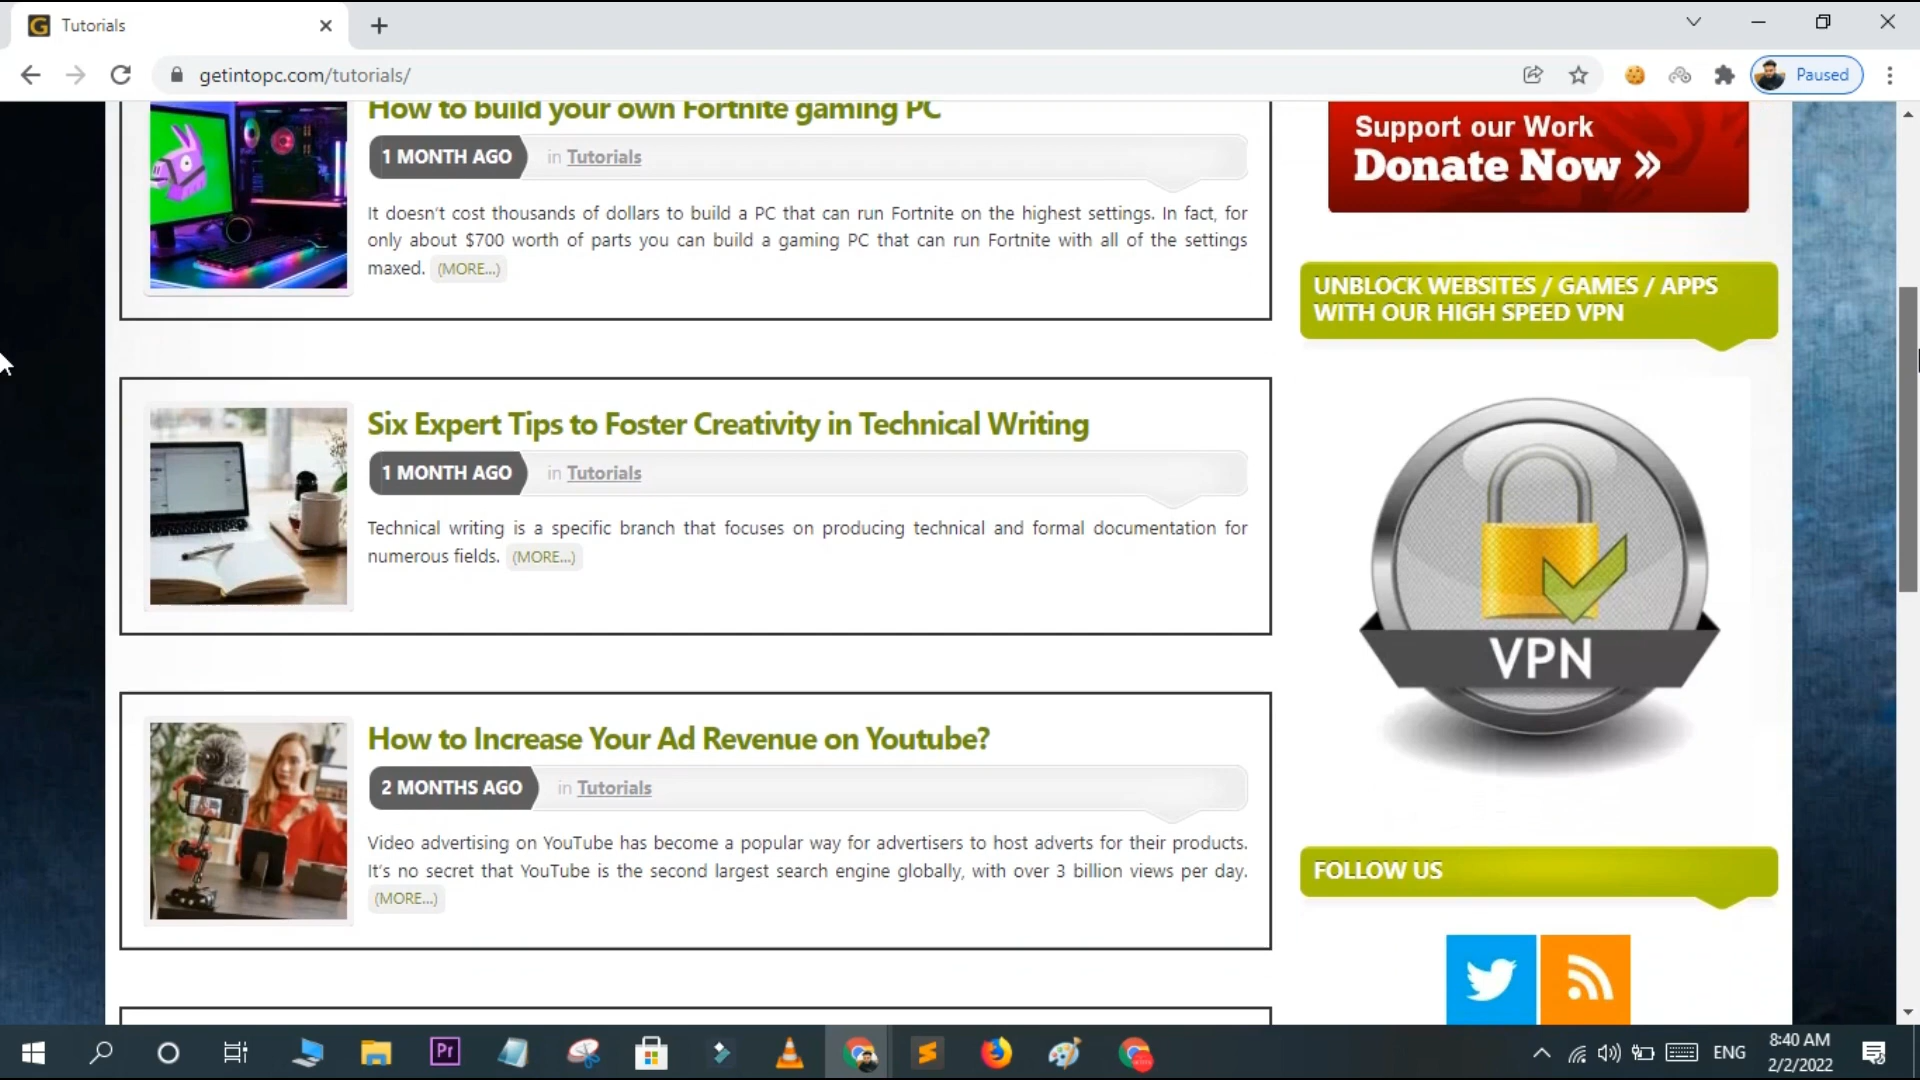 Tutorials
getintopc.com/tutorials/
Paused
How to build your own Fortnite gaming PC
1 MONTH AGO in Tutorials
It doesn't cost thousands of dollars to build a PC that can run Fortnite on the highest settings. In fact, for
only about $700 worth of parts you can build a gaming PC that can run Fortnite with all of the settings
maxed. (MORE...)
Six Expert Tips to Foster Creativity in Technical Writing
1 MONTH AGO in Tutorials
Technical writing is a specific branch that focuses on producing technical and formal documentation for
numerous fields. (MORE...)
How to Increase Your Ad Revenue on Youtube?
2 MONTHS AGO in Tutorials
Video advertising on YouTube has become a popular way for advertisers to host adverts for their products.
It's no secret that YouTube is the second largest search engine globally, with over 3 billion views per day.
(MORE...)
Support our Work
Donate Now »
UNBLOCK WEBSITES / GAMES / APPS
WITH OUR HIGH SPEED VPN
VPN
FOLLOW US
Pr
ENG
8:40 AM
2/2/2022